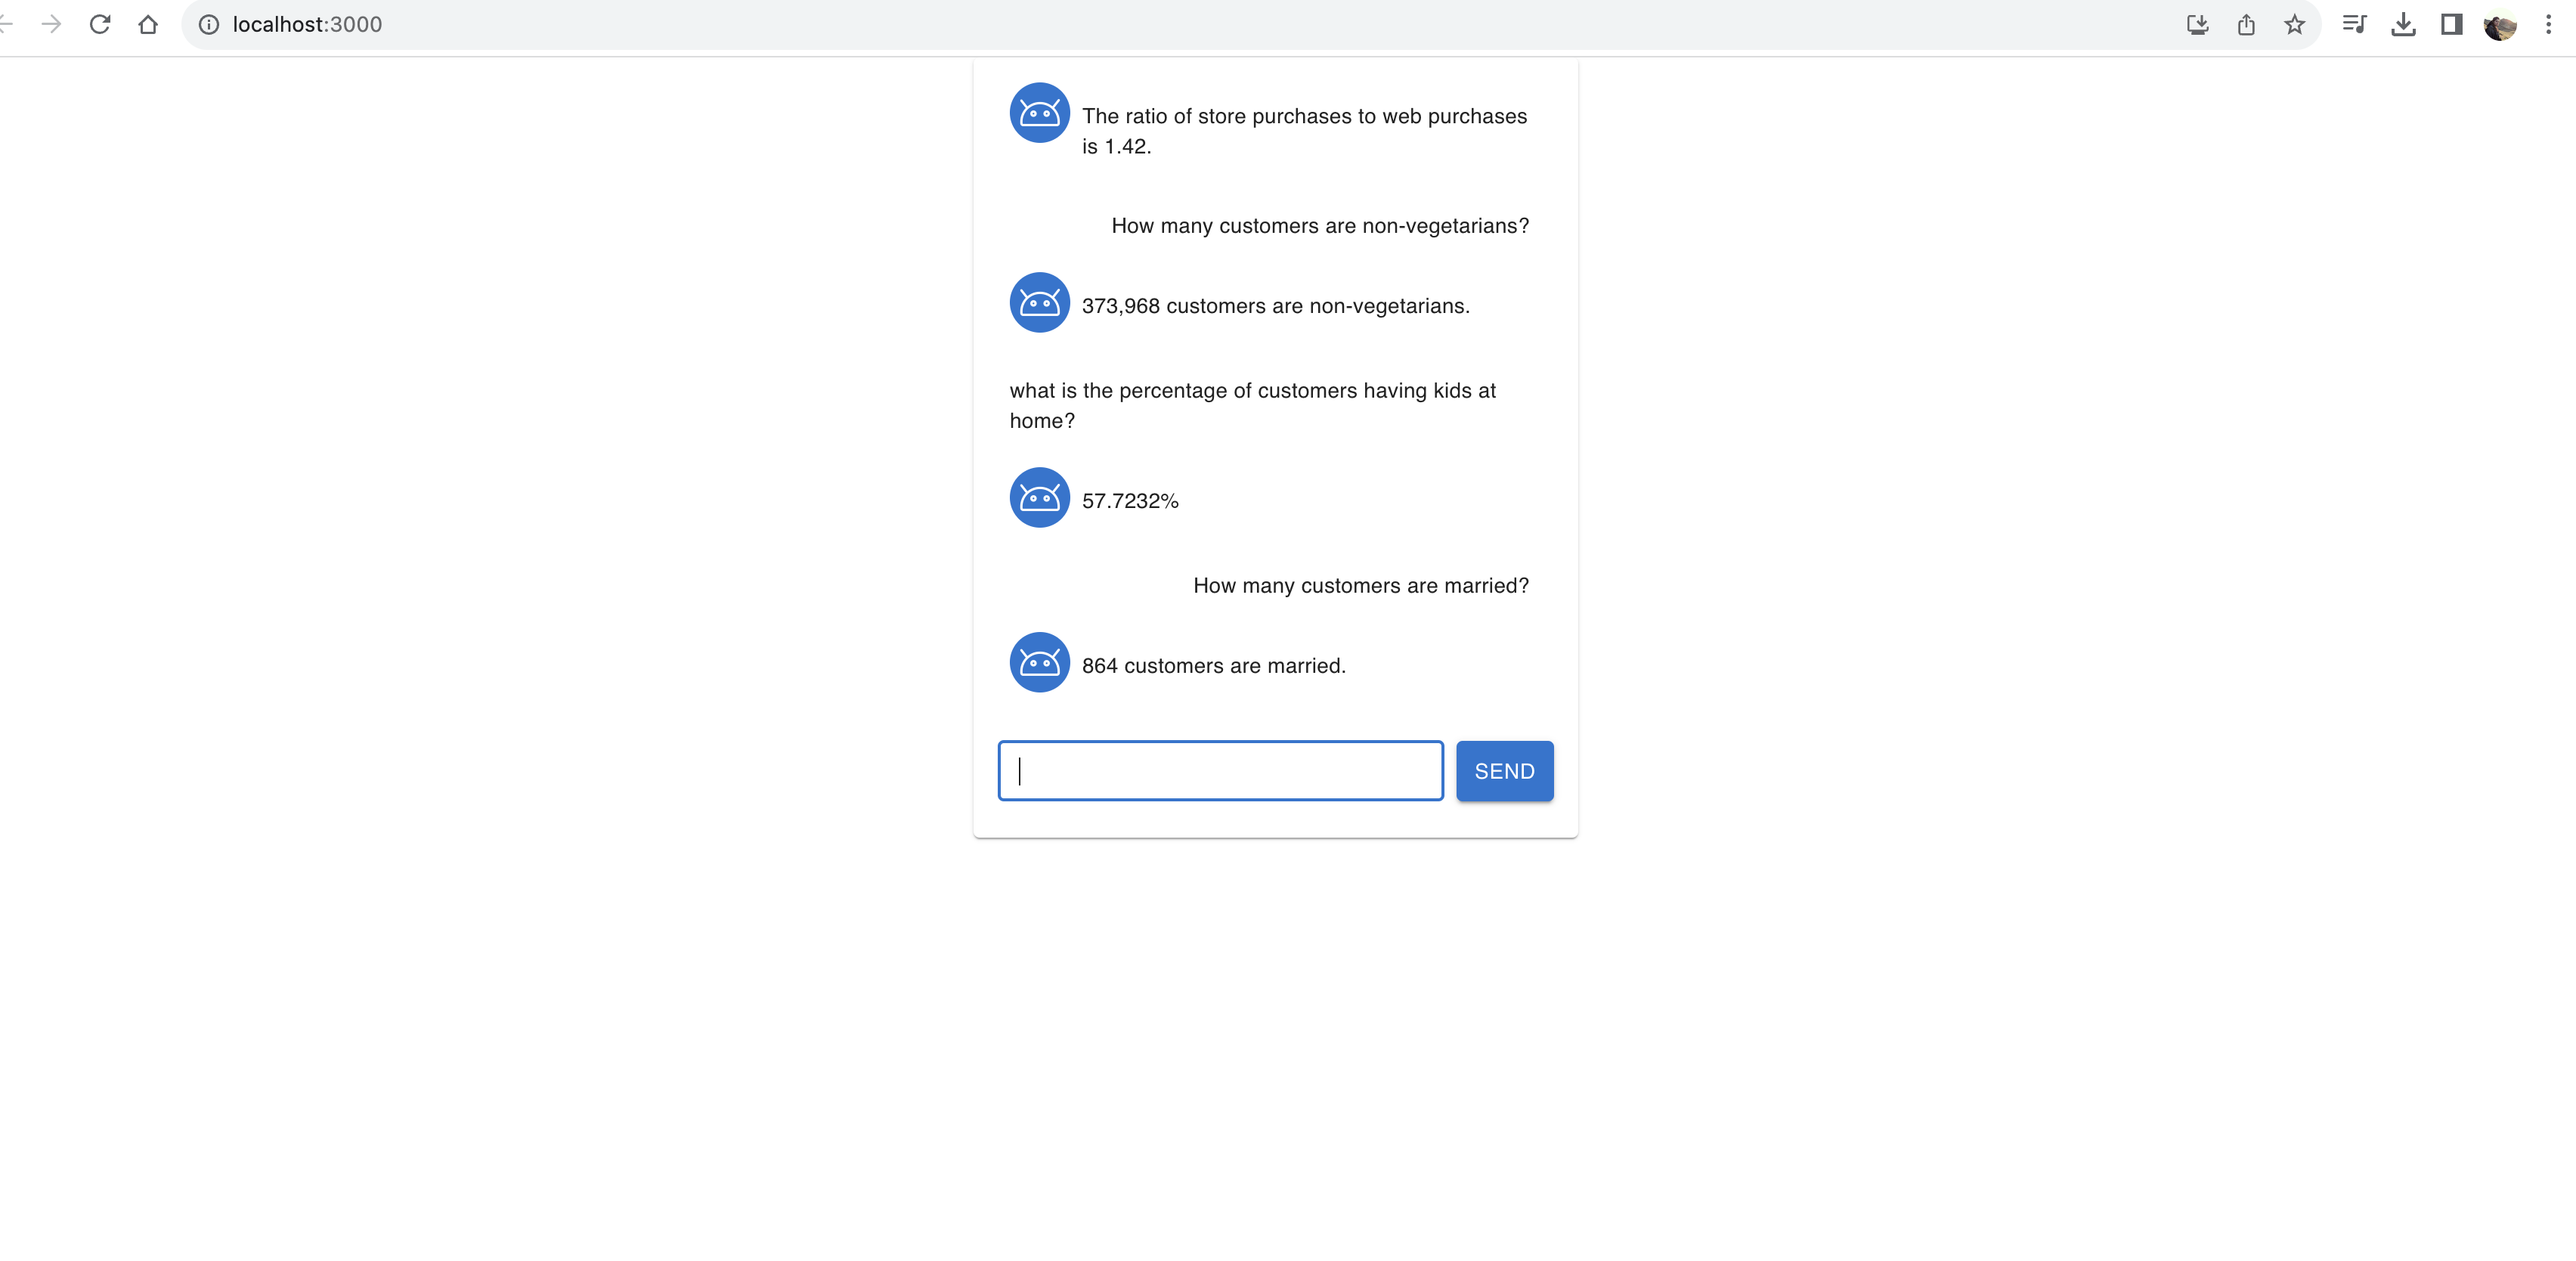 localhost:3000
The ratio of store purchases to web purchases
is 1.42.
How many customers are non-vegetarians?
373,968 customers are non-vegetarians.
what is the percentage of customers having kids at
home?
57.7232%
How many customers are married?
864 customers are married.
SEND